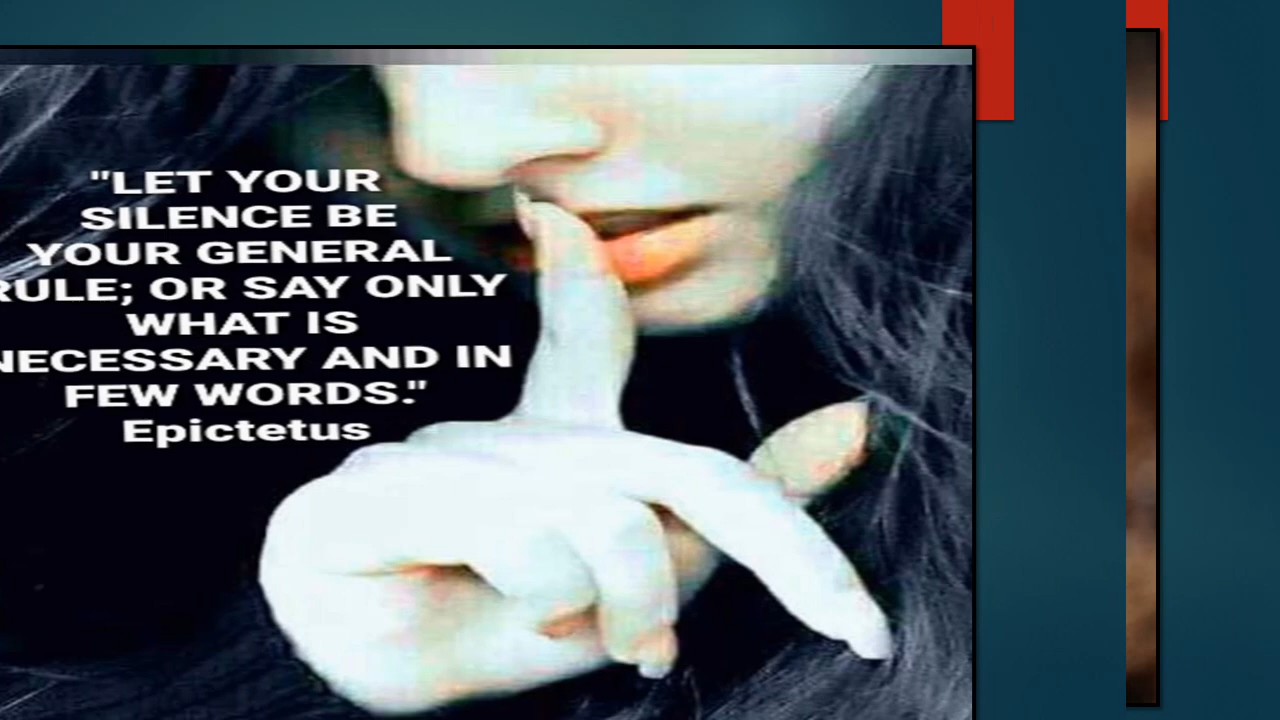 "LET YOUR
SILENCE BE
YOUR GENERAL
RULE; OR SAY ONLY
WHAT IS
NECESSARY AND IN
FEW WORDS."
Epictetus